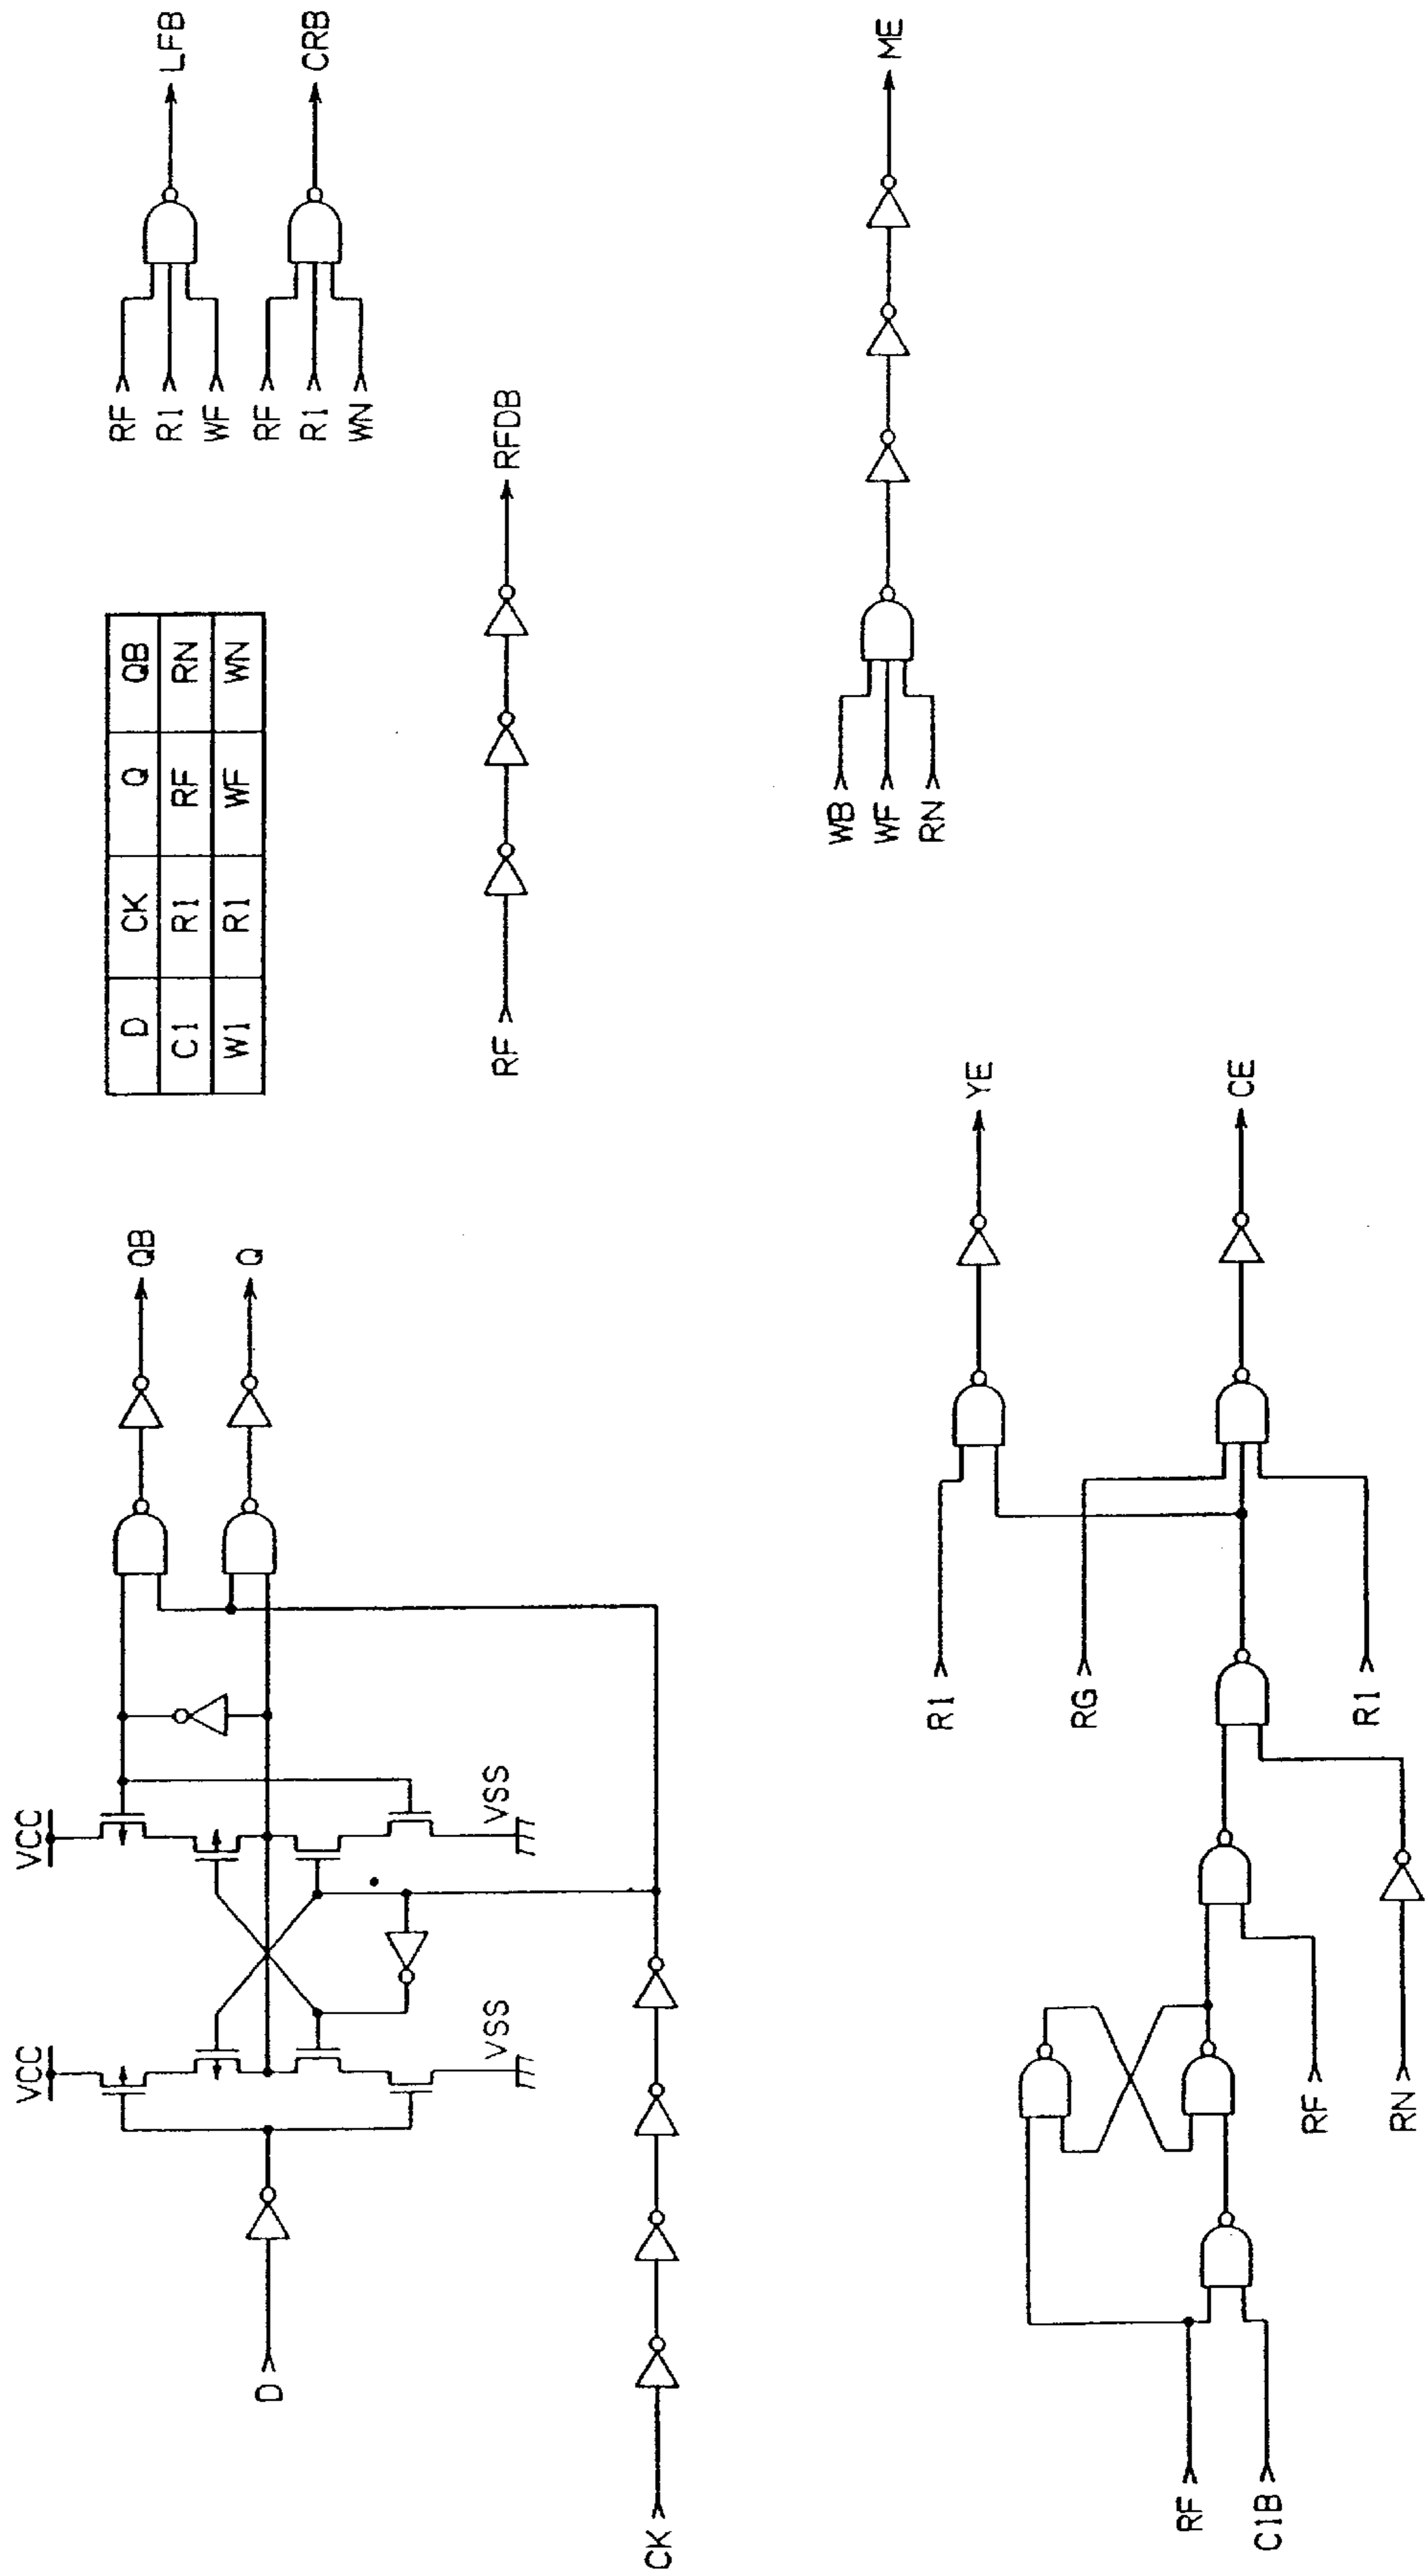 D
CK
VCC
VSS
VCC
VSS
QB
Q
D CK Q QB
C1 R1 RF RN
W1 R1 WF WN
RF
R1
WF
LFB
RF
R1
WN
CRB
RF
RFDB
WB
WF
RN
ME
RF
C1B
RF
RN
R1
RG
R1
YE
CE